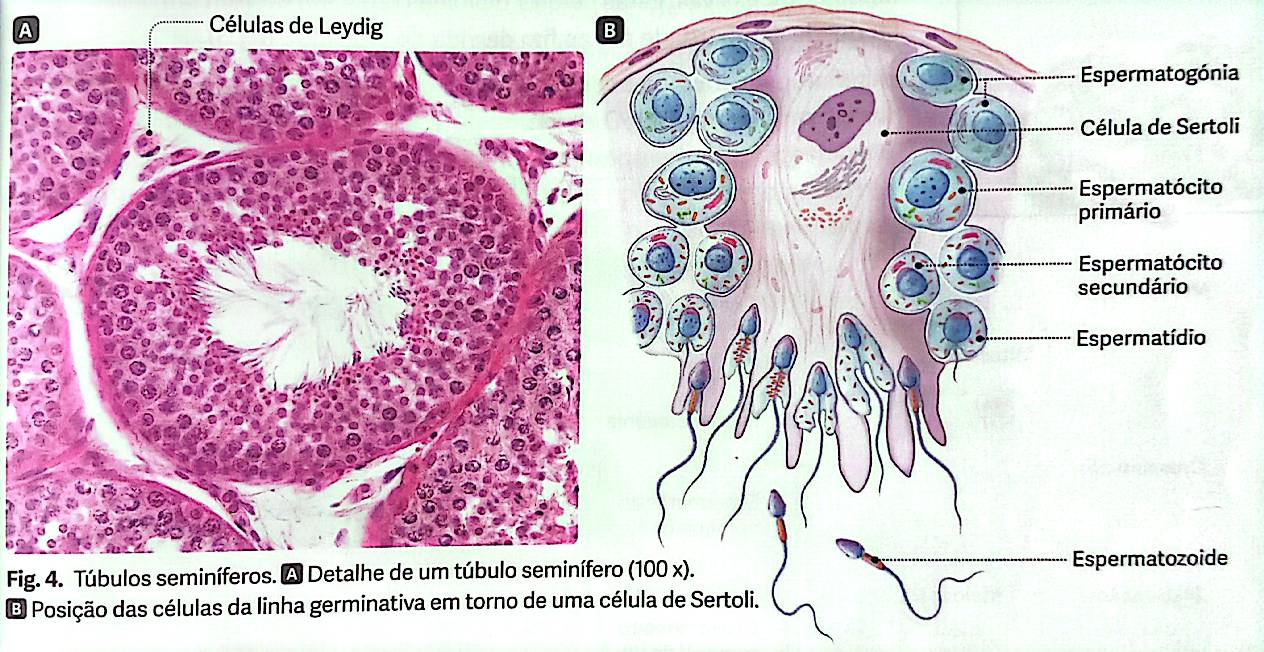 A
Células de Leydig
B
Espermatogónia
Célula de Sertoli
Espermatócito
primário
Espermatócito
secundário
Espermatídio
Espermatozoide
Fig. 4. Túbulos seminíferos. A Detalhe de um túbulo seminífero (100 x).
B Posição das células da linha germinativa em torno de uma célula de Sertoli.